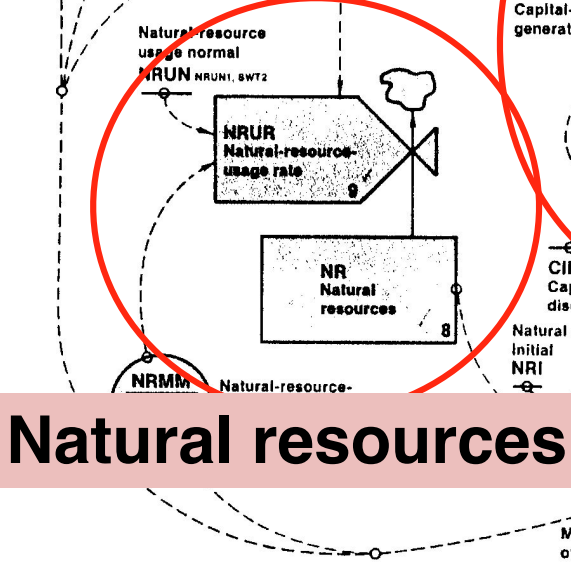 Capital-
generat
Natural-resource
usage normal
NRUN NRUN1, SWT2
NRUR
Natural-resource-
usage rate
9
NR
Natural
resources
8
CI
Cap
dis
Natural
Initial
NRI
NRMM
Natural-resource-
Natural resources
M
o